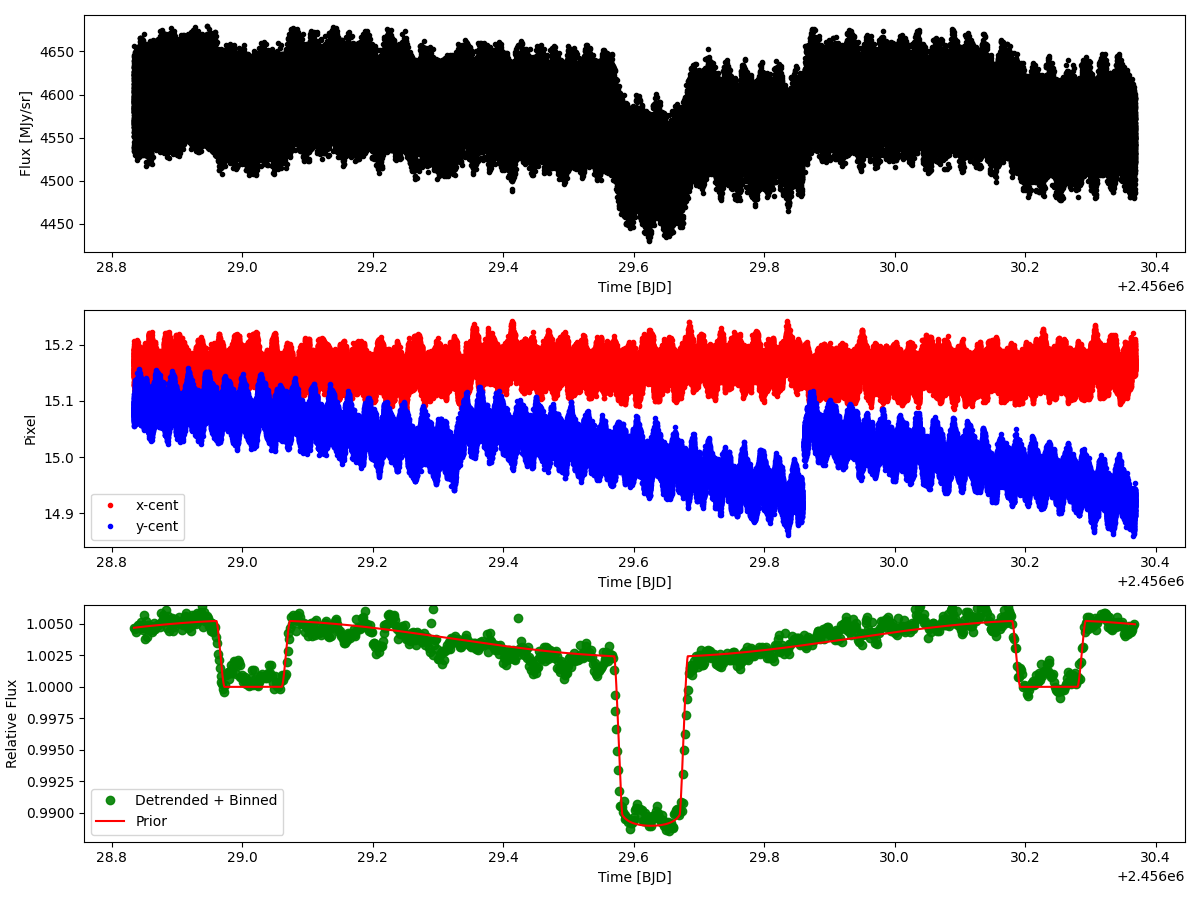 4650
4600
4550
4500
4450
Flux [MJy/sr]
28.8 29.0 29.2 29.4 29.6 29.8 30.0 30.2 30.4
Time [BJD]
+2.456e6
15.2
15.1
15.0
14.9
Pixel
x-cent
y-cent
28.8 29.0 29.2 29.4 29.6 29.8 30.0 30.2 30.4
Time [BJD]
+2.456e6
1.0050
1.0025
1.0000
0.9975
0.9950
0.9925
0.9900
Relative Flux
Detrended + Binned
Prior
28.8 29.0 29.2 29.4 29.6 29.8 30.0 30.2 30.4
Time [BJD]
+2.456e6